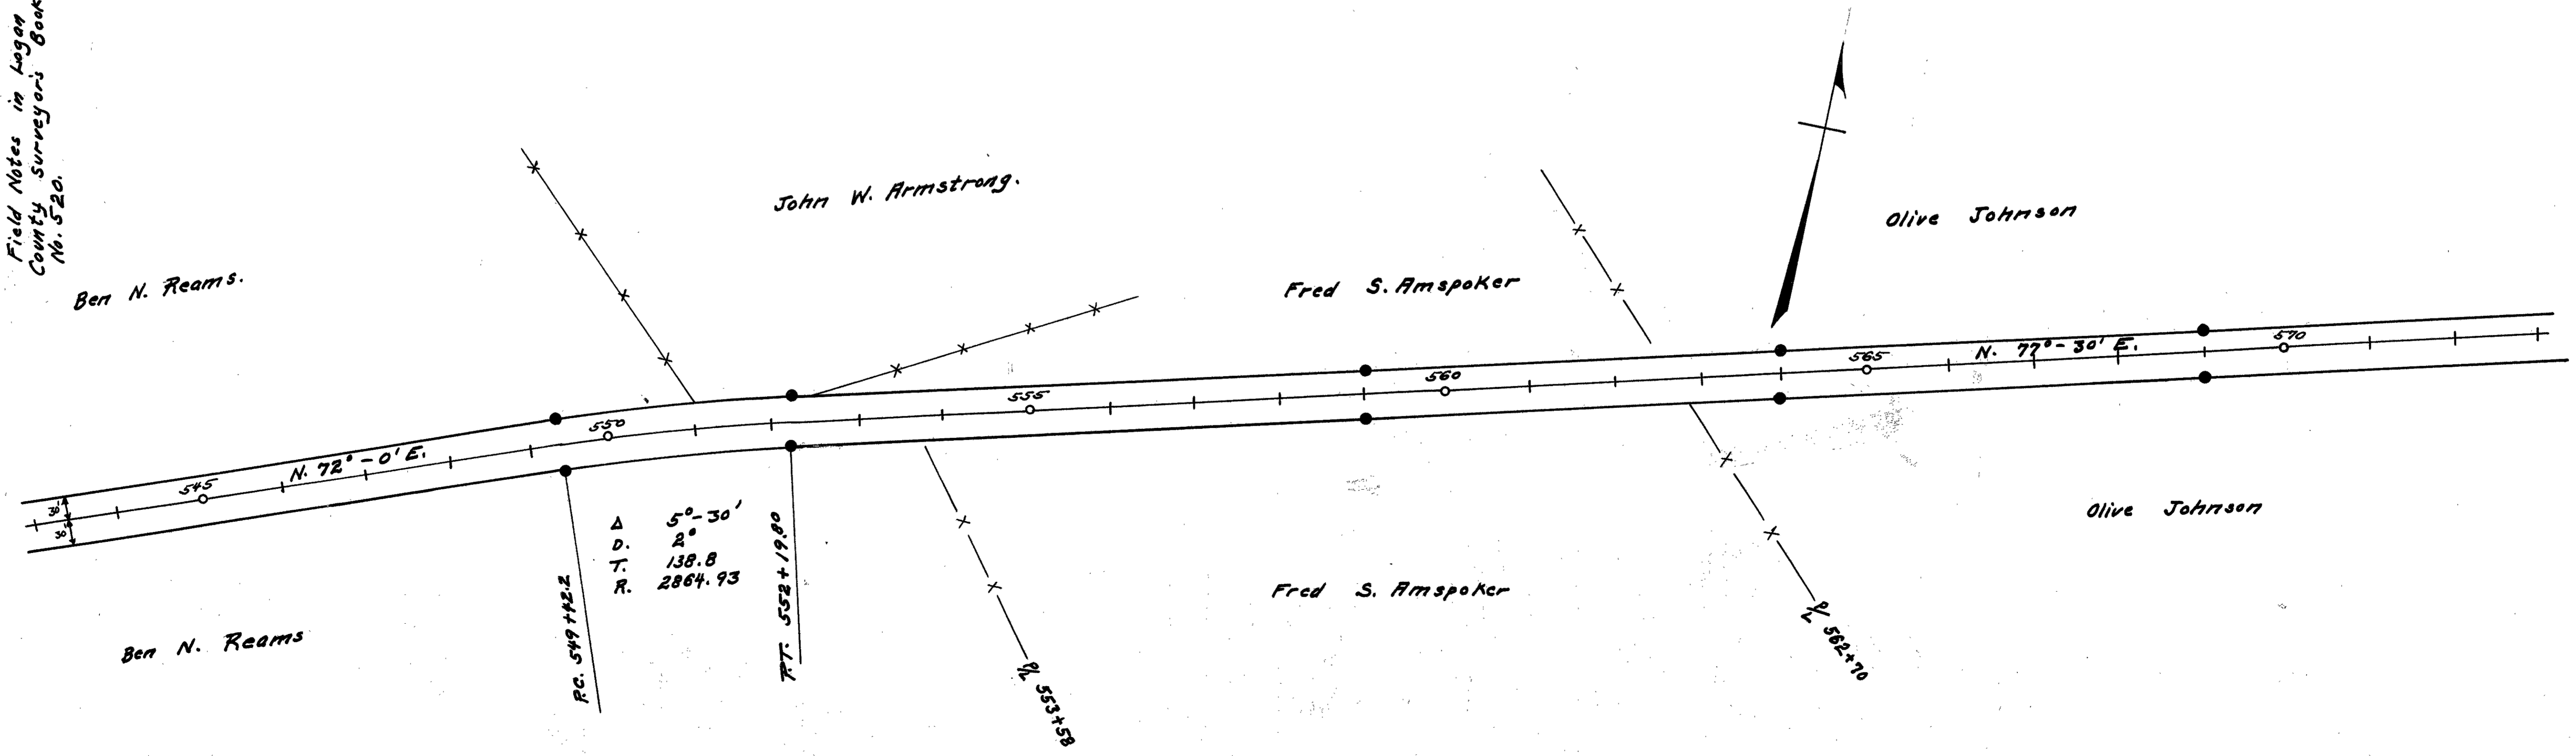 Field Notes in Logan
County Surveyor's Book
No. 520.
Ben N. Reams.
John W. Armstrong.
Fred S. Amspoker
Olive Johnson
N. 72°-0' E.
N. 77°-30' E.
545
550
555
560
565
570
30'
30'
P.C. 549+42.2
Δ 5°-30'
D. 2°
T. 138.8
R. 2864.93
P.T. 552+19.80
P/L 553+58
P/L 562+70
Ben N. Reams
Fred S. Amspoker
Olive Johnson